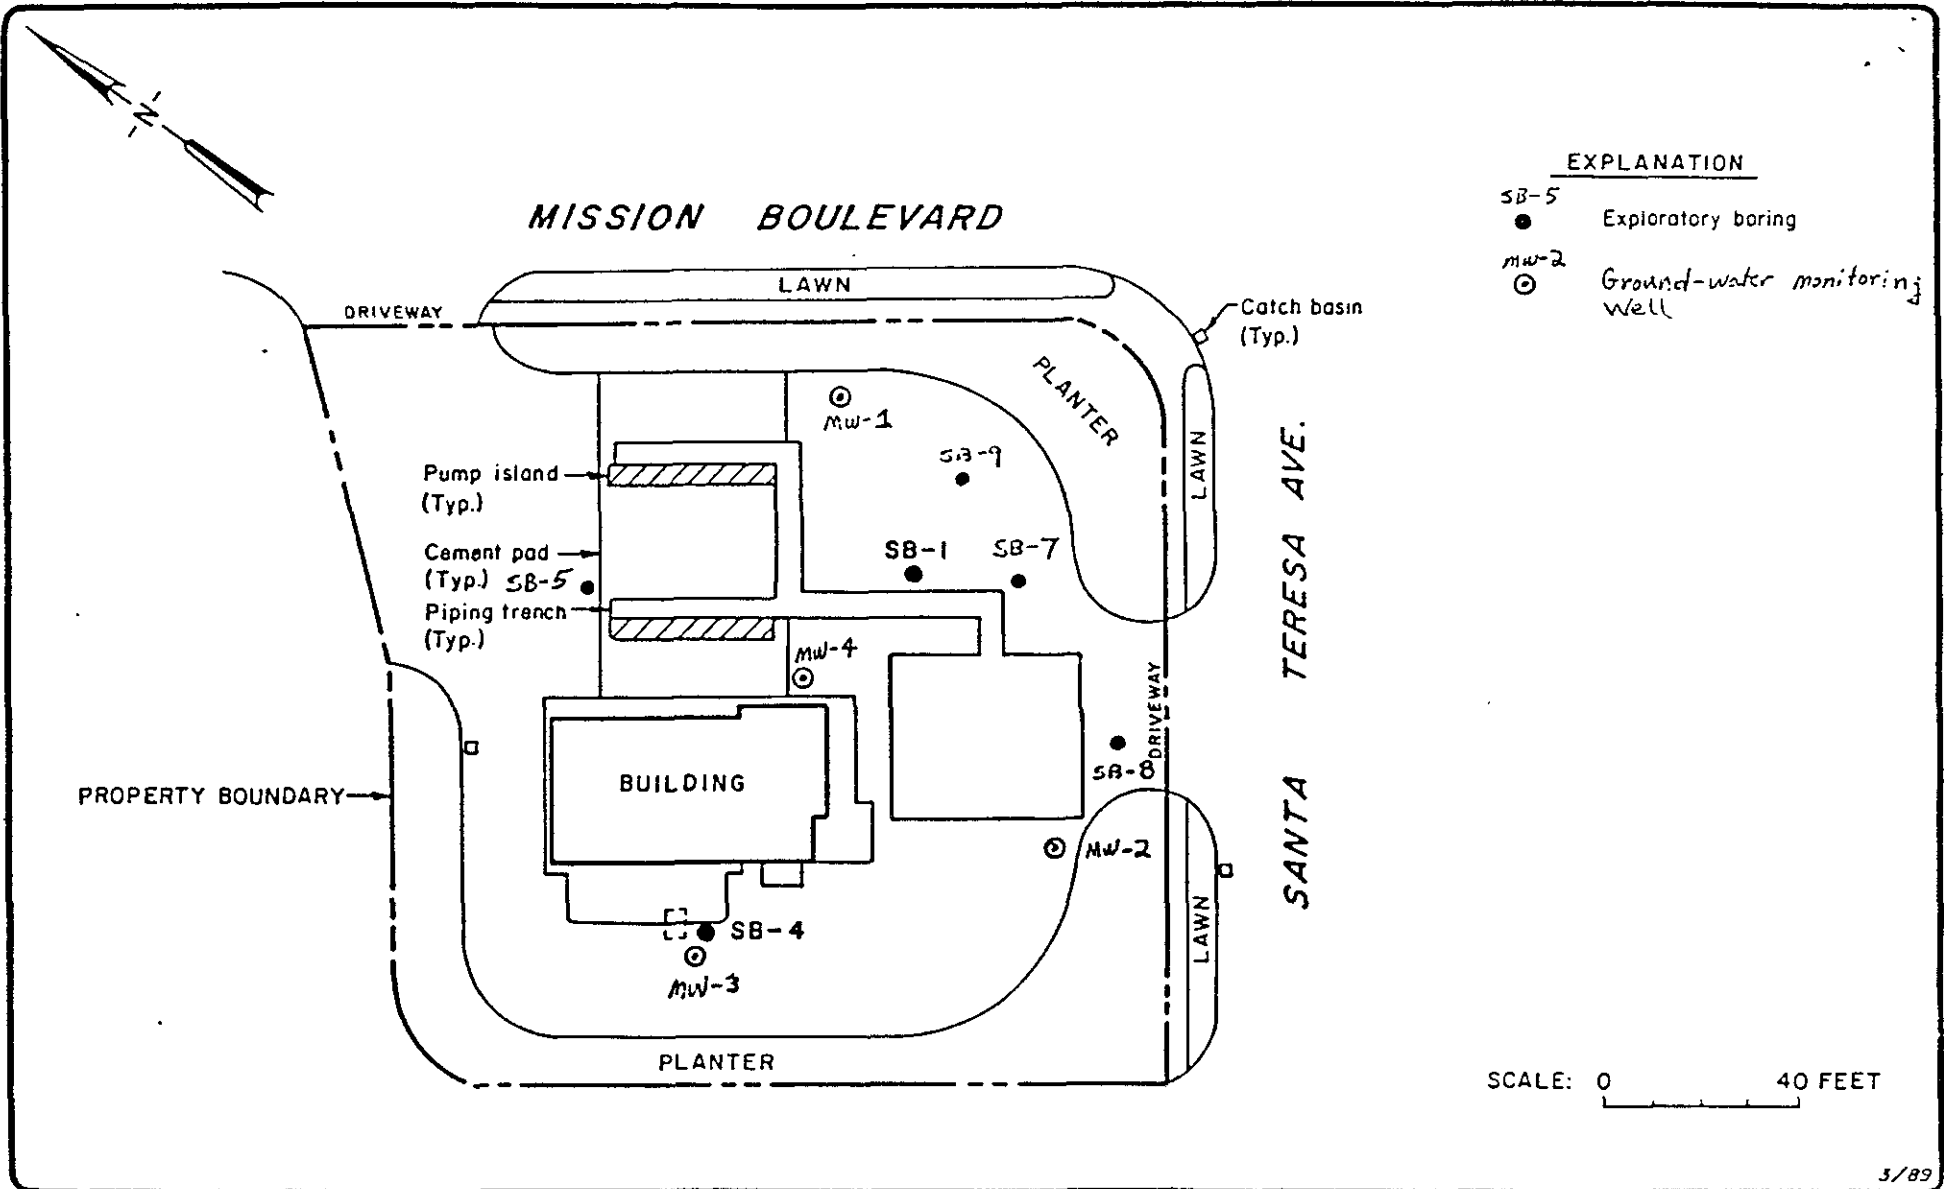 N
EXPLANATION
SB-5
Exploratory boring
MW-2
Ground-water monitoring
Well
MISSION BOULEVARD
LAWN
DRIVEWAY
Catch basin
(Typ.)
PLANTER
MW-1
LAWN
SB-9
Pump island
(Typ.)
SANTA TERESA AVE.
Cement pad
(Typ.) SB-5
SB-1
SB-7
Piping trench
(Typ.)
MW-4
DRIVEWAY
BUILDING
SB-8
PROPERTY BOUNDARY
MW-2
LAWN
SB-4
MW-3
PLANTER
SCALE: 0 40 FEET
3/89